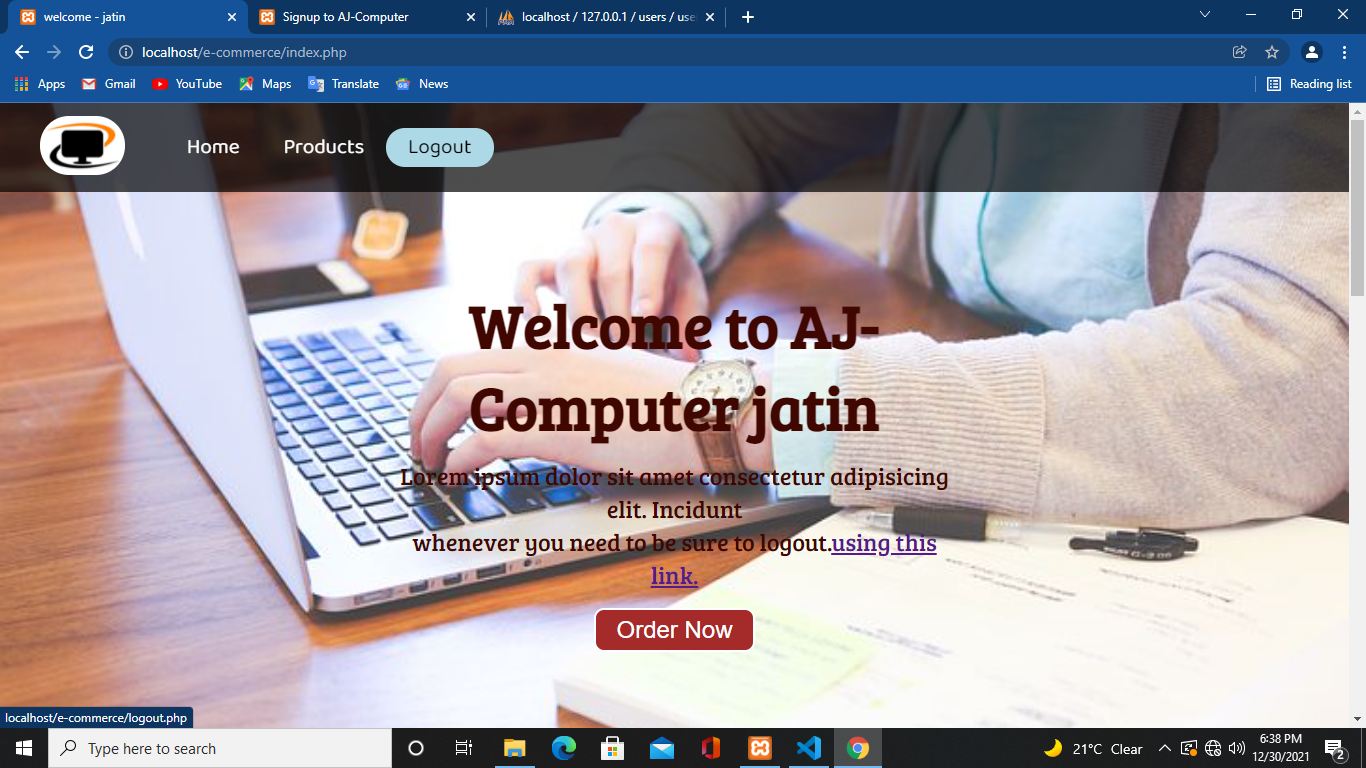 welcome - jatin
Signup to AJ-Computer
localhost / 127.0.0.1 / users / use
localhost/e-commerce/index.php
Apps
Gmail
YouTube
Maps
Translate
News
Reading list
Home
Products
Logout
Welcome to AJ-
Computer jatin
Lorem ipsum dolor sit amet consectetur adipisicing
elit. Incidunt
whenever you need to be sure to logout.using this
link.
Order Now
localhost/e-commerce/logout.php
Type here to search
21°C Clear
6:38 PM
12/30/2021
2